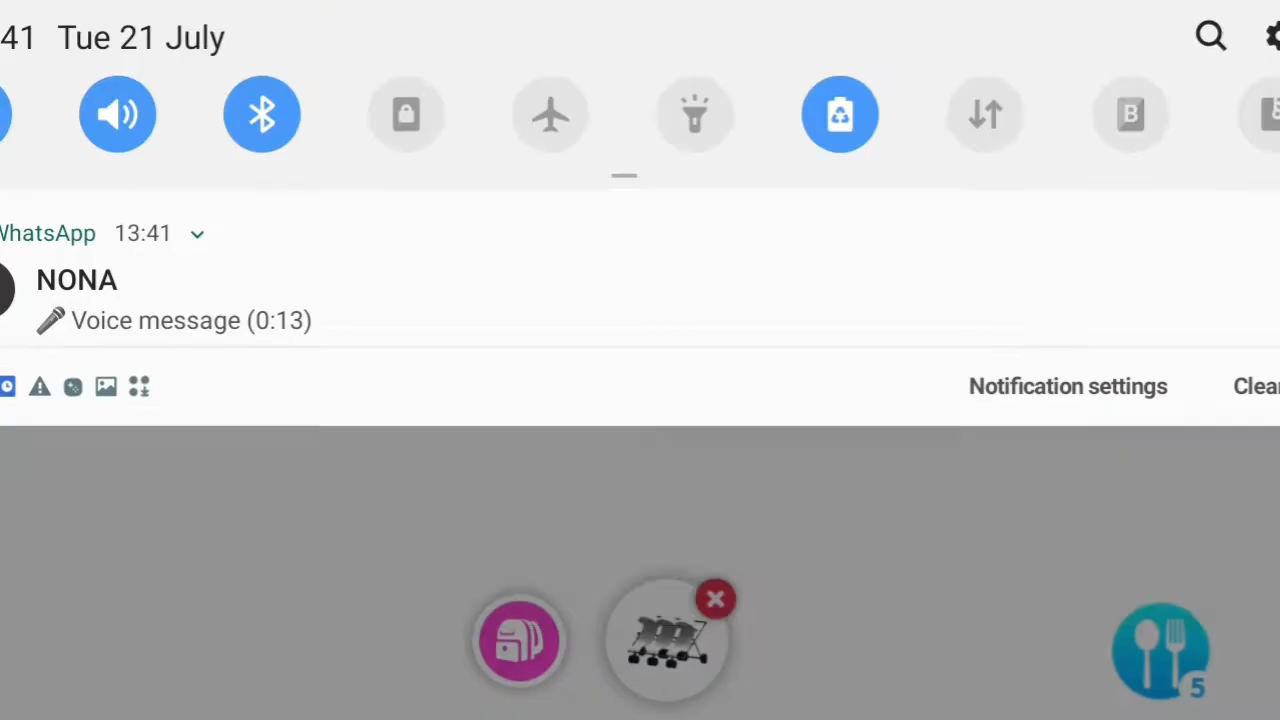 41 Tue 21 July
B
WhatsApp 13:41
NONA
Voice message (0:13)
Notification settings
Clear
5